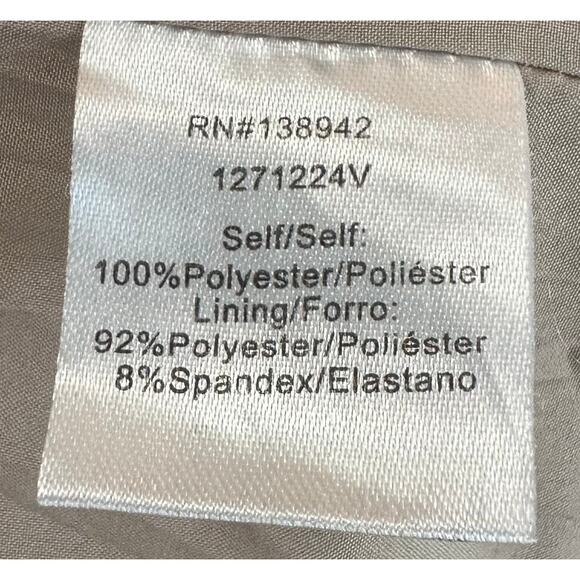 RN#138942
1271224V
Self/Self:
100%Polyester/Poliéster
Lining/Forro:
92%Polyester/Poliéster
8%Spandex/Elastano